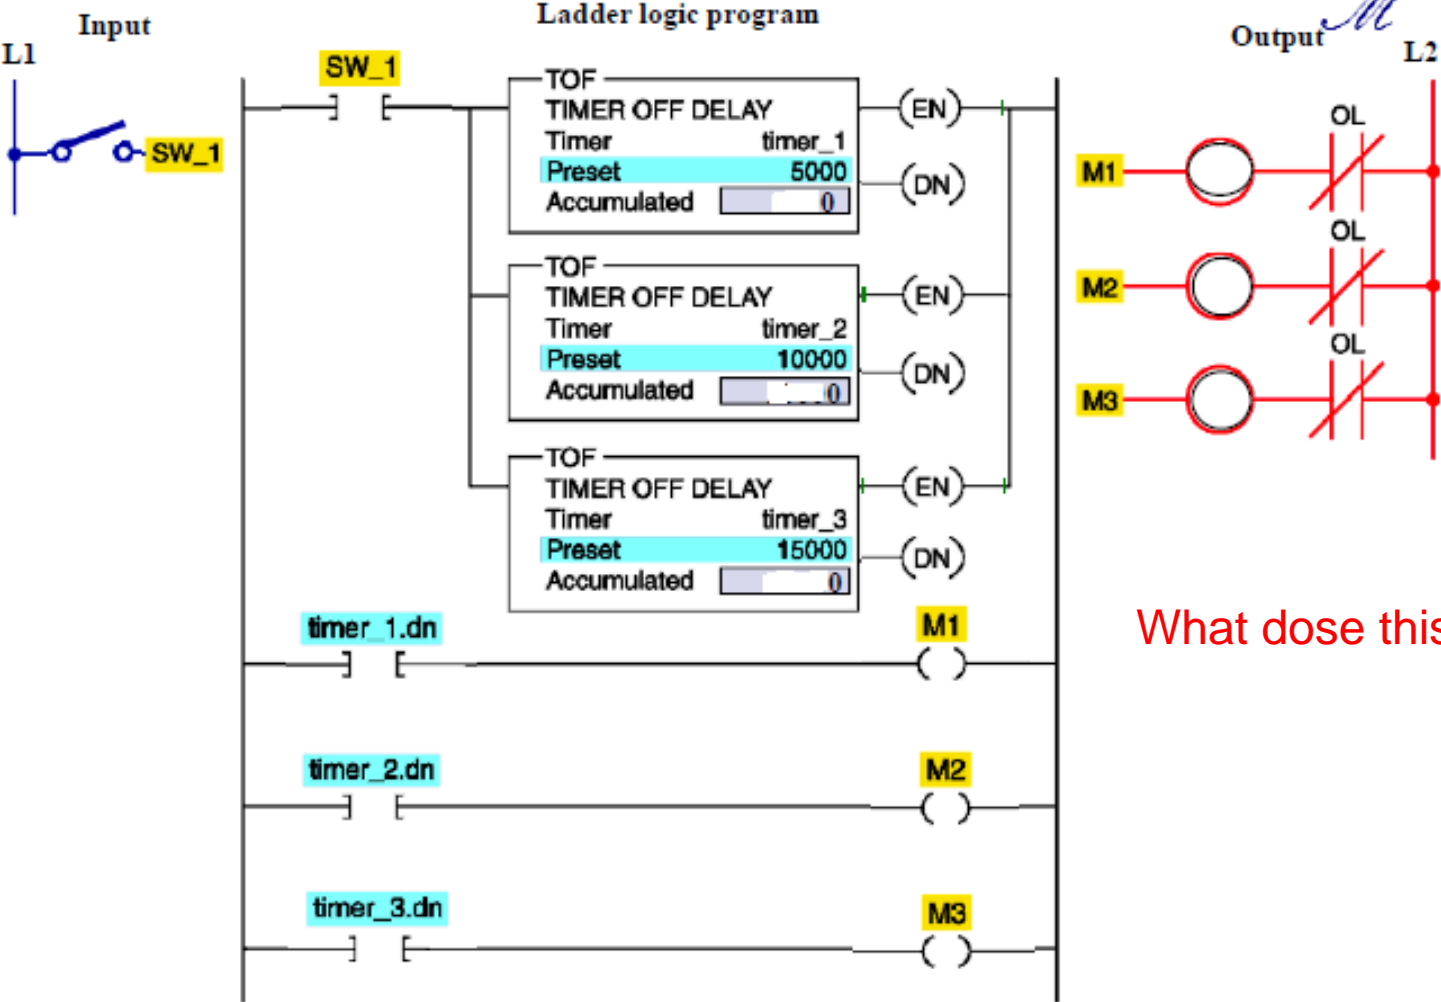 Input
Ladder logic program
Output
L1
L2
SW_1
SW_1
TOF
TIMER OFF DELAY
Timer timer_1
Preset 5000
Accumulated 0
EN
DN
TOF
TIMER OFF DELAY
Timer timer_2
Preset 10000
Accumulated 0
EN
DN
TOF
TIMER OFF DELAY
Timer timer_3
Preset 15000
Accumulated 0
EN
DN
OL
M1
OL
M2
OL
M3
What dose this
timer_1.dn M1
timer_2.dn M2
timer_3.dn M3